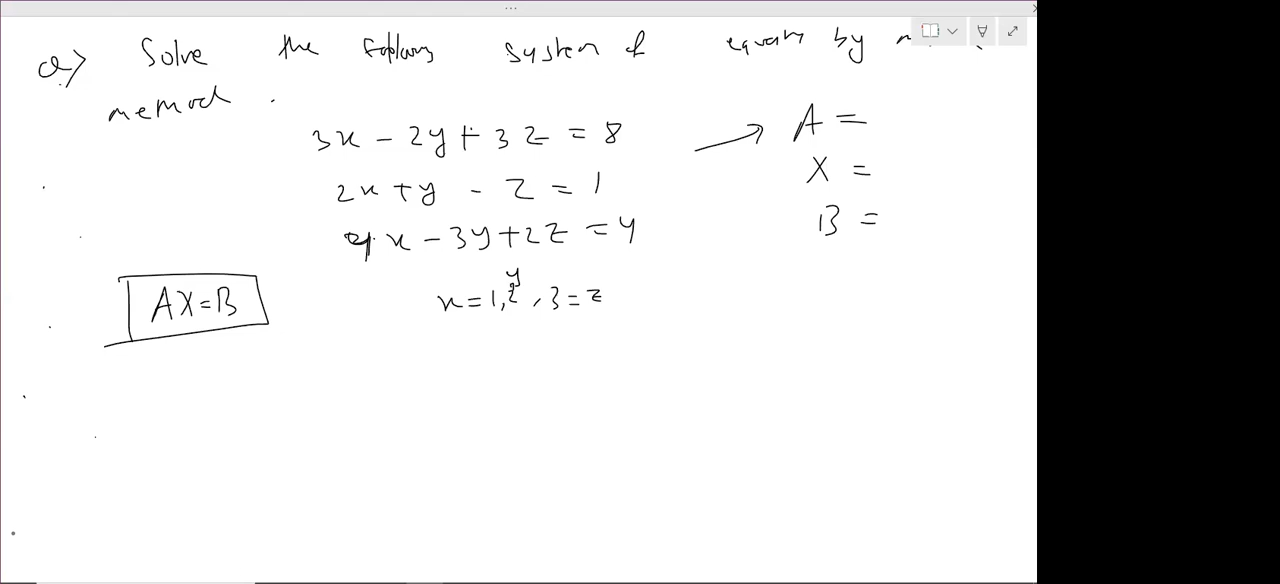 Q) Solve the following system of equations by
method.
3x - 2y + 3z = 8
2x + y - z = 1
4x - 3y + 2z = 4
x = 1, y 2, 3 = z
AX = B
A =
X =
B =